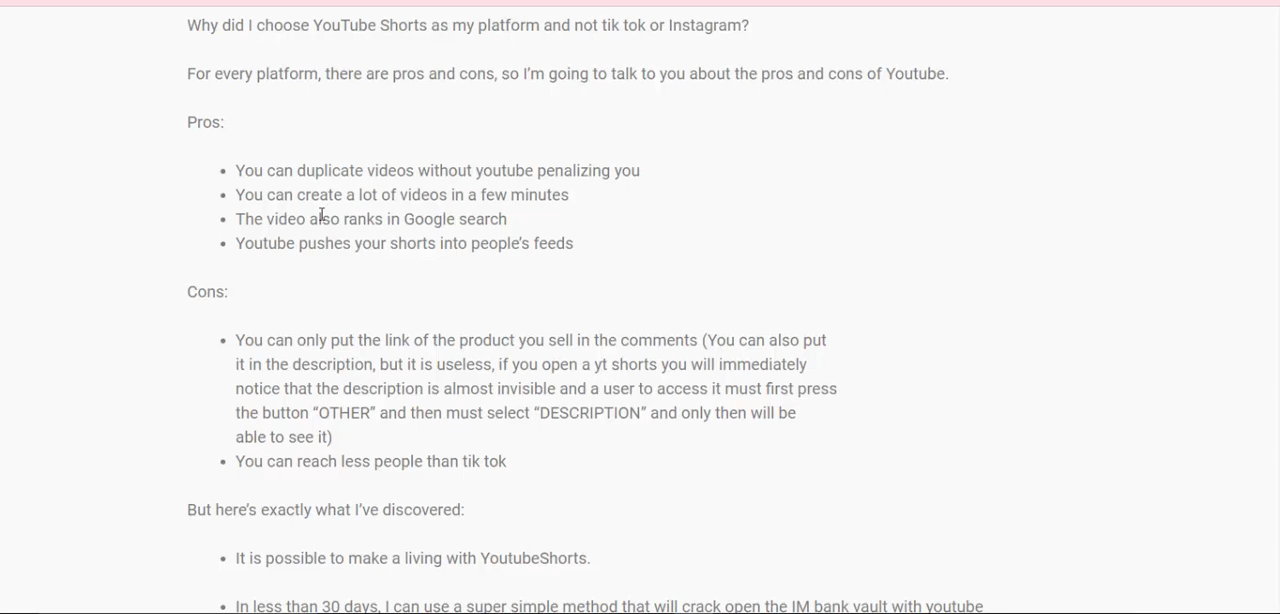 Why did I choose YouTube Shorts as my platform and not tik tok or Instagram?
For every platform, there are pros and cons, so I’m going to talk to you about the pros and cons of Youtube.
Pros:
• You can duplicate videos without youtube penalizing you
• You can create a lot of videos in a few minutes
• The video also ranks in Google search
• Youtube pushes your shorts into people’s feeds
Cons:
• You can only put the link of the product you sell in the comments (You can also put
it in the description, but it is useless, if you open a yt shorts you will immediately
notice that the description is almost invisible and a user to access it must first press
the button “OTHER” and then must select “DESCRIPTION” and only then will be
able to see it)
• You can reach less people than tik tok
But here’s exactly what I’ve discovered:
• It is possible to make a living with YoutubeShorts.
• In less than 30 days, I can use a super simple method that will crack open the IM bank vault with youtube